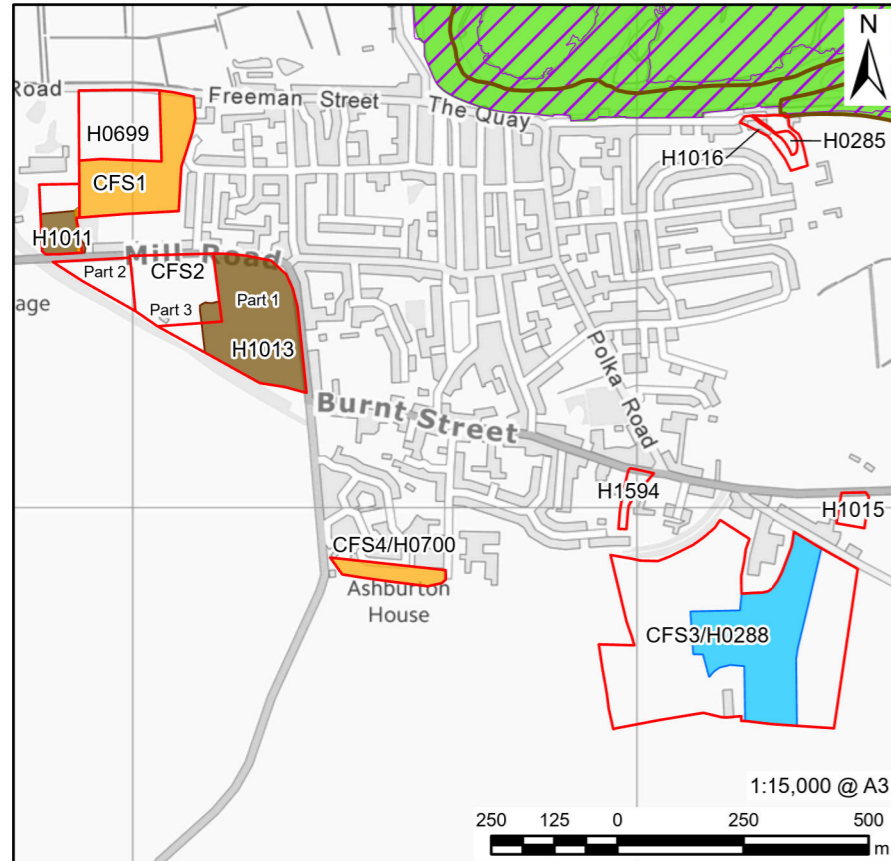 N
Road
Freeman Street
The Quay
H0699
H1016
H0285
CFS1
H1011
Mill Road
Part 2
CFS2
age
Part 3
Part 1
H1013
Polka Road
Burnt Street
H1594
H1015
CFS4/H0700
Ashburton
House
CFS3/H0288
1:15,000 @ A3
250 125 0 250 500
m